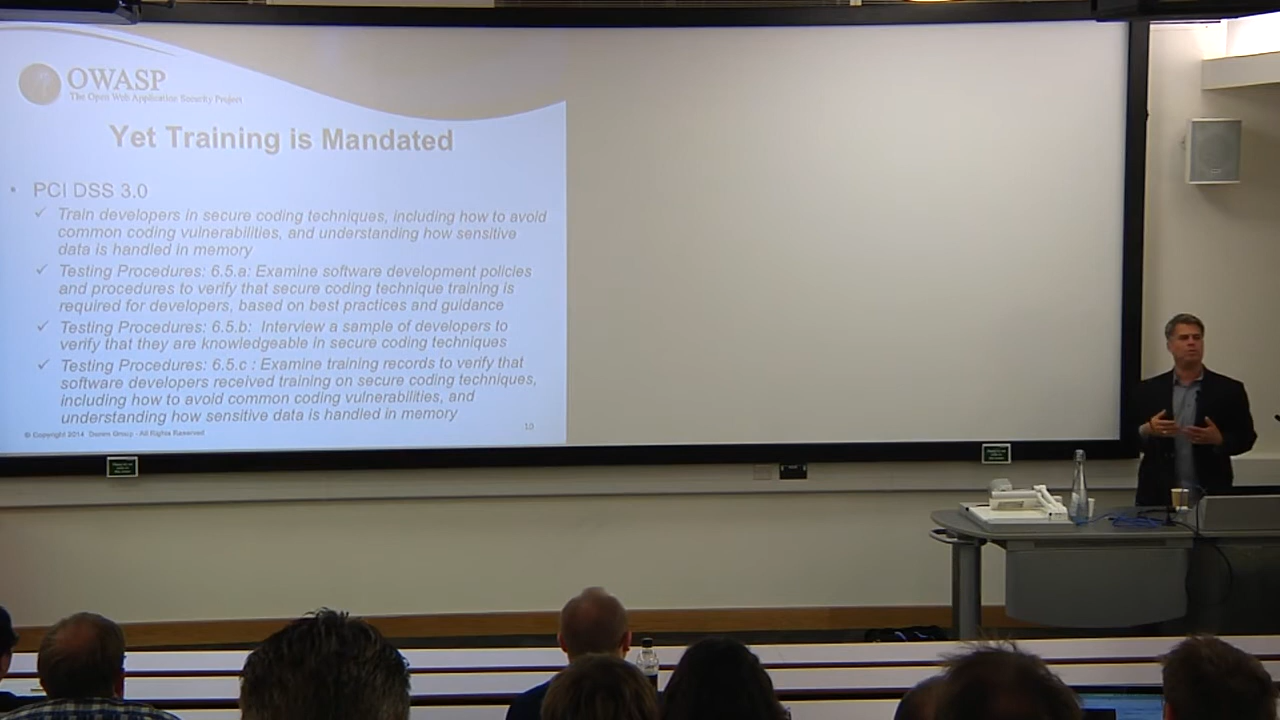 OWASP
The Open Web Application Security Project
Yet Training is Mandated
• PCI DSS 3.0
✓ Train developers in secure coding techniques, including how to avoid
common coding vulnerabilities, and understanding how sensitive
data is handled in memory
✓ Testing Procedures: 6.5.a: Examine software development policies
and procedures to verify that secure coding technique training is
required for developers, based on best practices and guidance
✓ Testing Procedures: 6.5.b: Interview a sample of developers to
verify that they are knowledgeable in secure coding techniques
✓ Testing Procedures: 6.5.c : Examine training records to verify that
software developers received training on secure coding techniques,
including how to avoid common coding vulnerabilities, and
understanding how sensitive data is handled in memory
© Copyright 2014 Group - All Rights Reserved